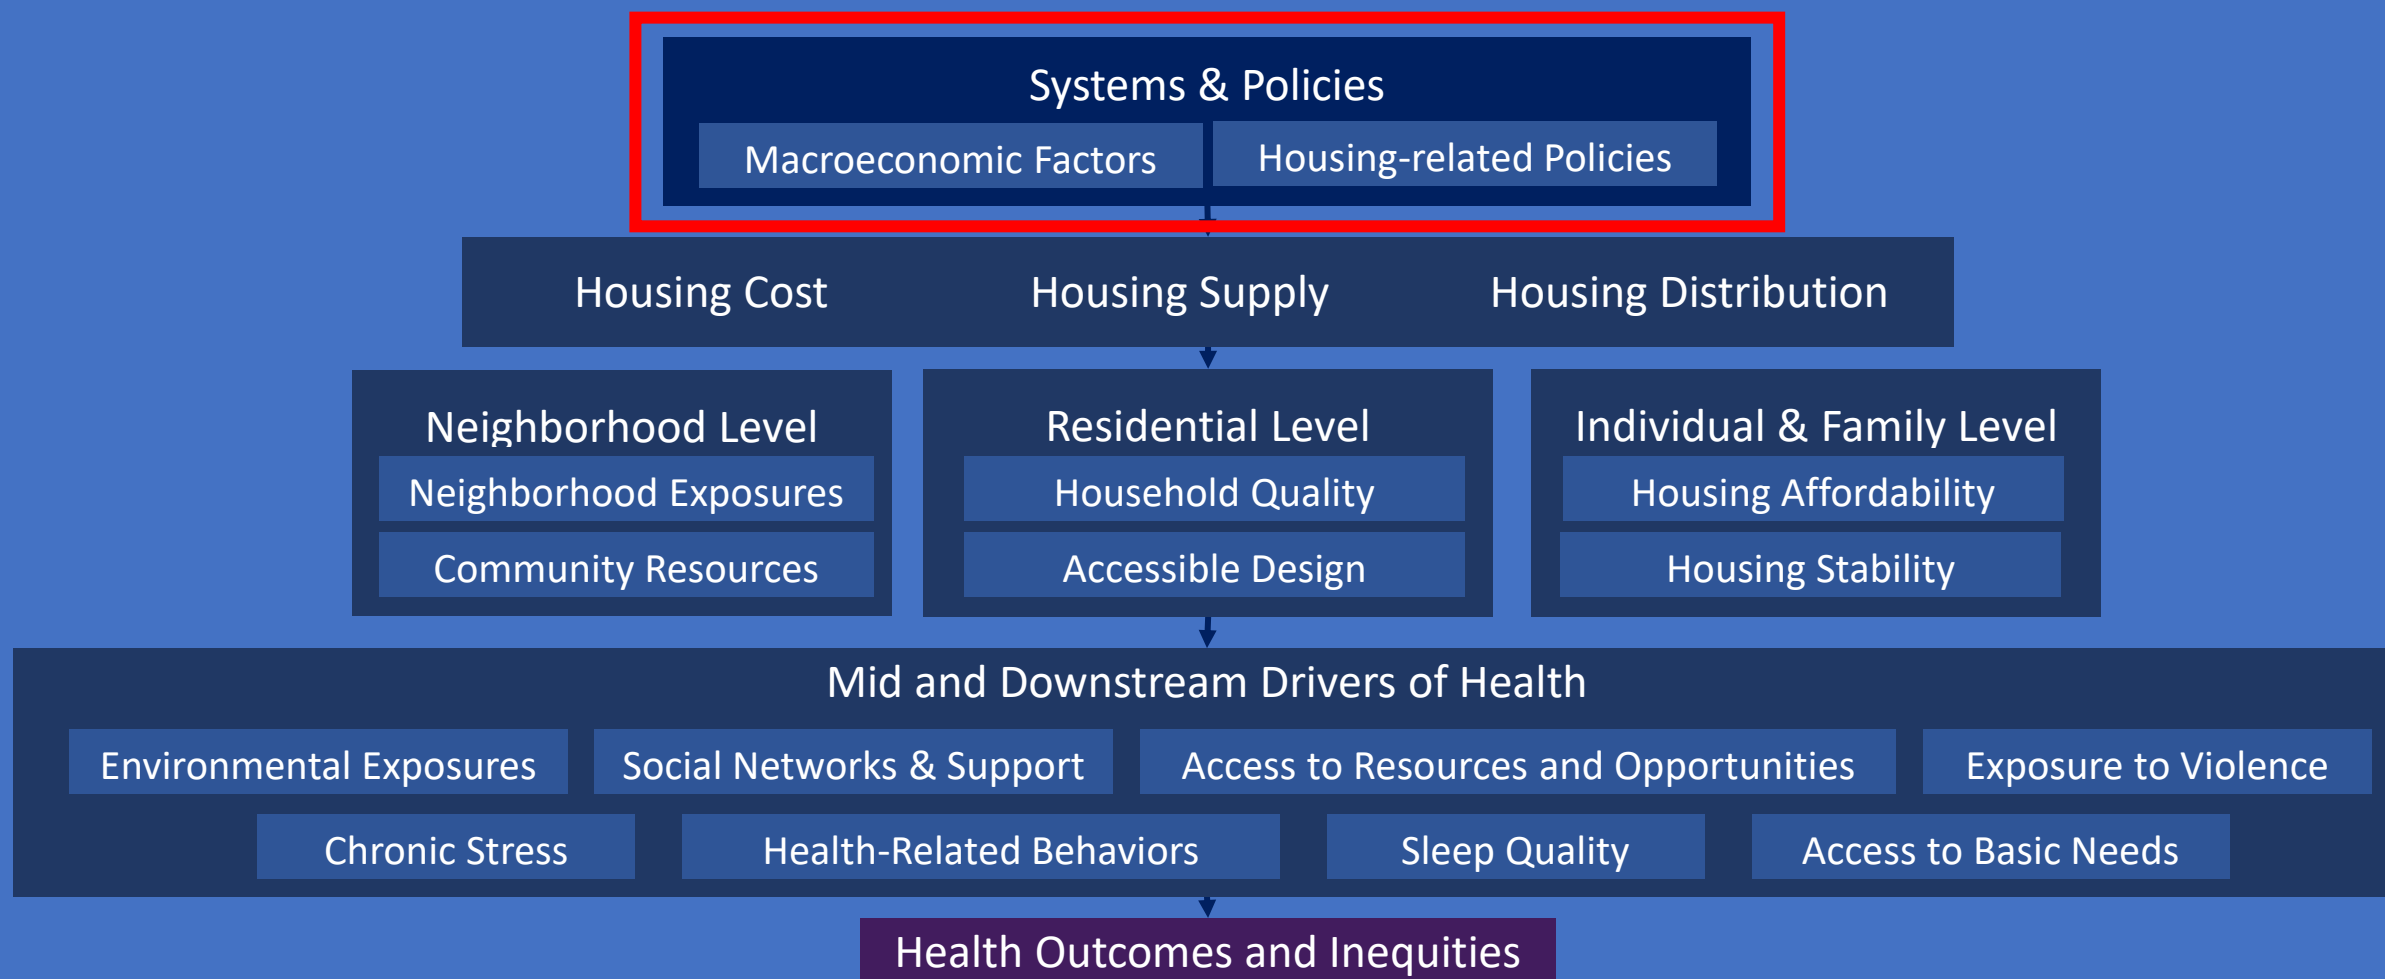 Systems & Policies
Macroeconomic Factors
Housing-related Policies
Housing Cost
Housing Supply
Housing Distribution
Neighborhood Level
Neighborhood Exposures
Community Resources
Residential Level
Household Quality
Accessible Design
Individual & Family Level
Housing Affordability
Housing Stability
Mid and Downstream Drivers of Health
Environmental Exposures
Social Networks & Support
Access to Resources and Opportunities
Exposure to Violence
Chronic Stress
Health-Related Behaviors
Sleep Quality
Access to Basic Needs
Health Outcomes and Inequities